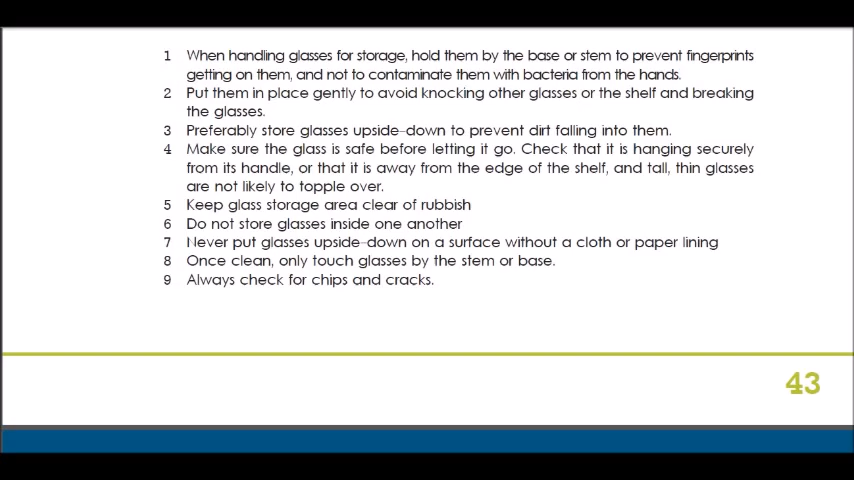 1 When handling glasses for storage, hold them by the base or stem to prevent fingerprints
getting on them, and not to contaminate them with bacteria from the hands.
2 Put them in place gently to avoid knocking other glasses or the shelf and breaking
the glasses.
3 Preferably store glasses upside-down to prevent dirt falling into them.
4 Make sure the glass is safe before letting it go. Check that it is hanging securely
from its handle, or that it is away from the edge of the shelf, and tall, thin glasses
are not likely to topple over.
5 Keep glass storage area clear of rubbish
6 Do not store glasses inside one another
7 Never put glasses upside-down on a surface without a cloth or paper lining
8 Once clean, only touch glasses by the stem or base.
9 Always check for chips and cracks.
43